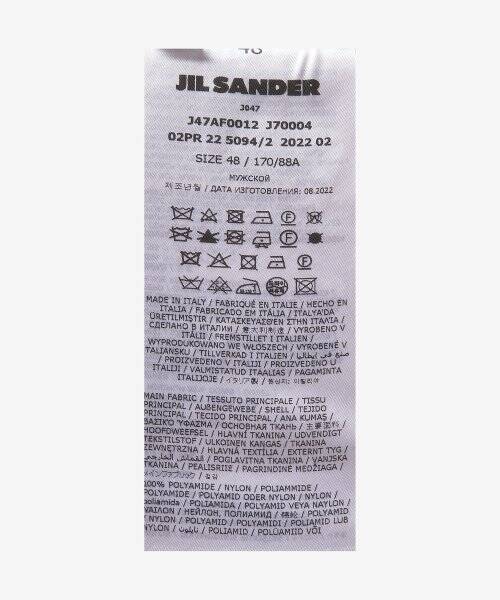 48
JIL SANDER
J047
J47AF0012 J70004
02PR 22 5094/2 2022 02
SIZE 48 / 170/88A
МУЖСКОЙ
제조년월 / ДАТА ИЗГОТОВЛЕНИЯ: 08.2022
MADE IN ITALY / FABRIQUÉ EN ITALIE / HECHO EN
ITALIA / FABRICADO EM ITÁLIA / ITALYA'DA
ÜRETILMIŞTIR / ΚΑΤΑΣΚΕΥΑΣΘΕΝ ΣΤΗΝ ΙΤΑΛΙΑ /
СДЕЛАНО В ИТАЛИИ / 意大利制造 / VYROBENO V
ITÁLII / FREMSTILLET I ITALIEN /
WYPRODUKOWANO WE WŁOSZECH / VYROBENÉ V
TALIANSKU / TILLVERKAD I ITALIEN / صنع في إيطاليا
/ PROIZVEDENO V ITALIJI / PROIZVEDENO U
ITALIJI / VALMISTATUD ITAALIAS / PAGAMINTA
ITALIJOJE / イタリア製 / 원산지: 이탈리아
MAIN FABRIC / TESSUTO PRINCIPALE / TISSU
PRINCIPAL / AUßENGEWEBE / SHELL / TEJIDO
PRINCIPAL / TECIDO PRINCIPAL / ANA KUMAŞ /
ΒΑΣΙΚΟ ΎΦΑΣΜΑ / ОСНОВНАЯ ТКАНЬ / 主要面料 /
HOOFDWEEFSEL / HLAVNÍ TKANINA / UDVENDIGT
TEKSTILSTOF / ULKOINEN KANGAS / TKANINA
ZEWNĘTRZNA / HLAVNÁ TEXTÍLIA / EXTERNT TYG /
القماش الخارجي / POGLAVITNA TKANINA / VANJSKA
TKANINA / PEALISRIIE / PAGRINDINĖ MEDŽIAGA /
メインファブリック / 겉감
100% POLYAMIDE / NYLON / POLIAMMIDE /
POLYAMIDE / POLYAMID ODER NYLON / NYLON /
poliamida / POLIAMIDA / POLYAMID VEYA NAYLON /
ΝΑΪΛΟΝ / НЕЙЛОН, ПОЛИАМИД / 锦纶 / POLYAMID /
NYLON / POLYAMIDI / POLYAMID / POLIAMID LUB
NYLON / نايلون / POLIAMID / POLÜAMIID VÕI